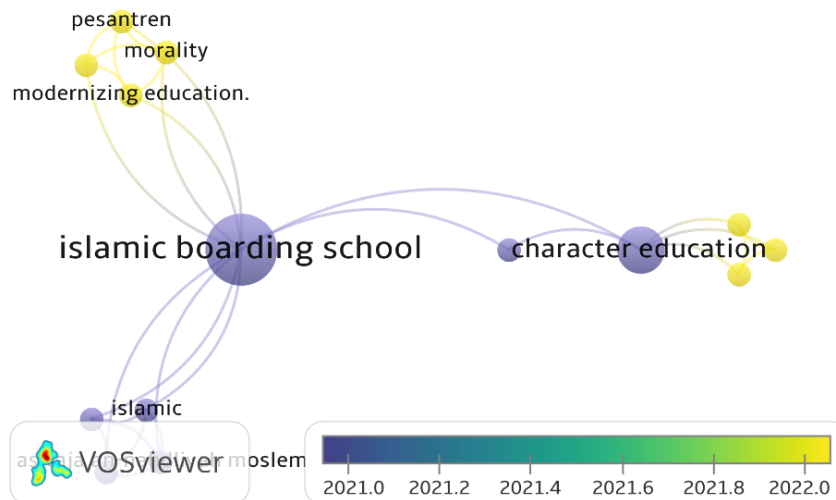 pesantren
morality
modernizing education.
islamic boarding school
character education
islamic
moslem
VOSviewer
2021.0 2021.2 2021.4 2021.6 2021.8 2022.0